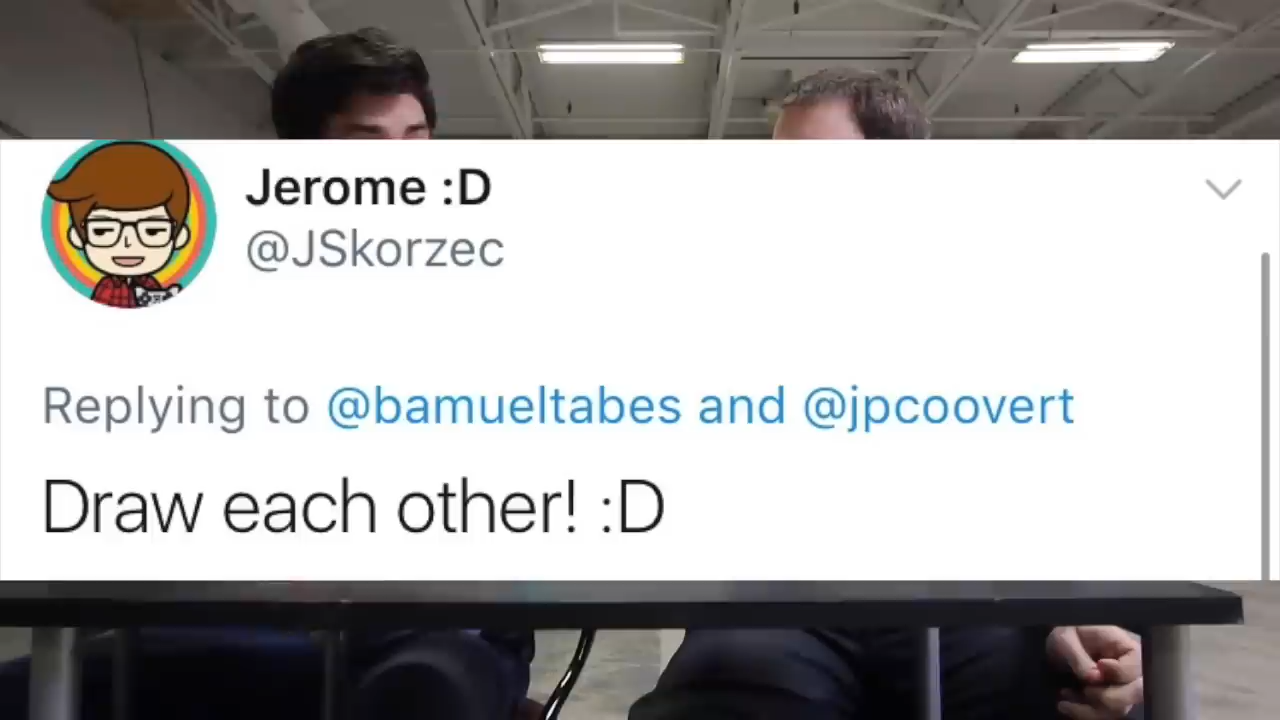 Jerome :D
@JSkorzec
Replying to @bamueltabes and @jpcoovert
Draw each other! :D